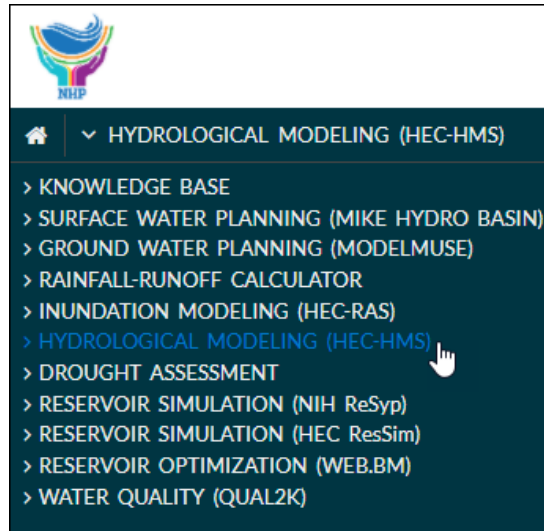 NHP
HYDROLOGICAL MODELING (HEC-HMS)
KNOWLEDGE BASE
SURFACE WATER PLANNING (MIKE HYDRO BASIN)
GROUND WATER PLANNING (MODELMUSE)
RAINFALL-RUNOFF CALCULATOR
INUNDATION MODELING (HEC-RAS)
HYDROLOGICAL MODELING (HEC-HMS)
DROUGHT ASSESSMENT
RESERVOIR SIMULATION (NIH ReSyp)
RESERVOIR SIMULATION (HEC ResSim)
RESERVOIR OPTIMIZATION (WEB.BM)
WATER QUALITY (QUAL2K)